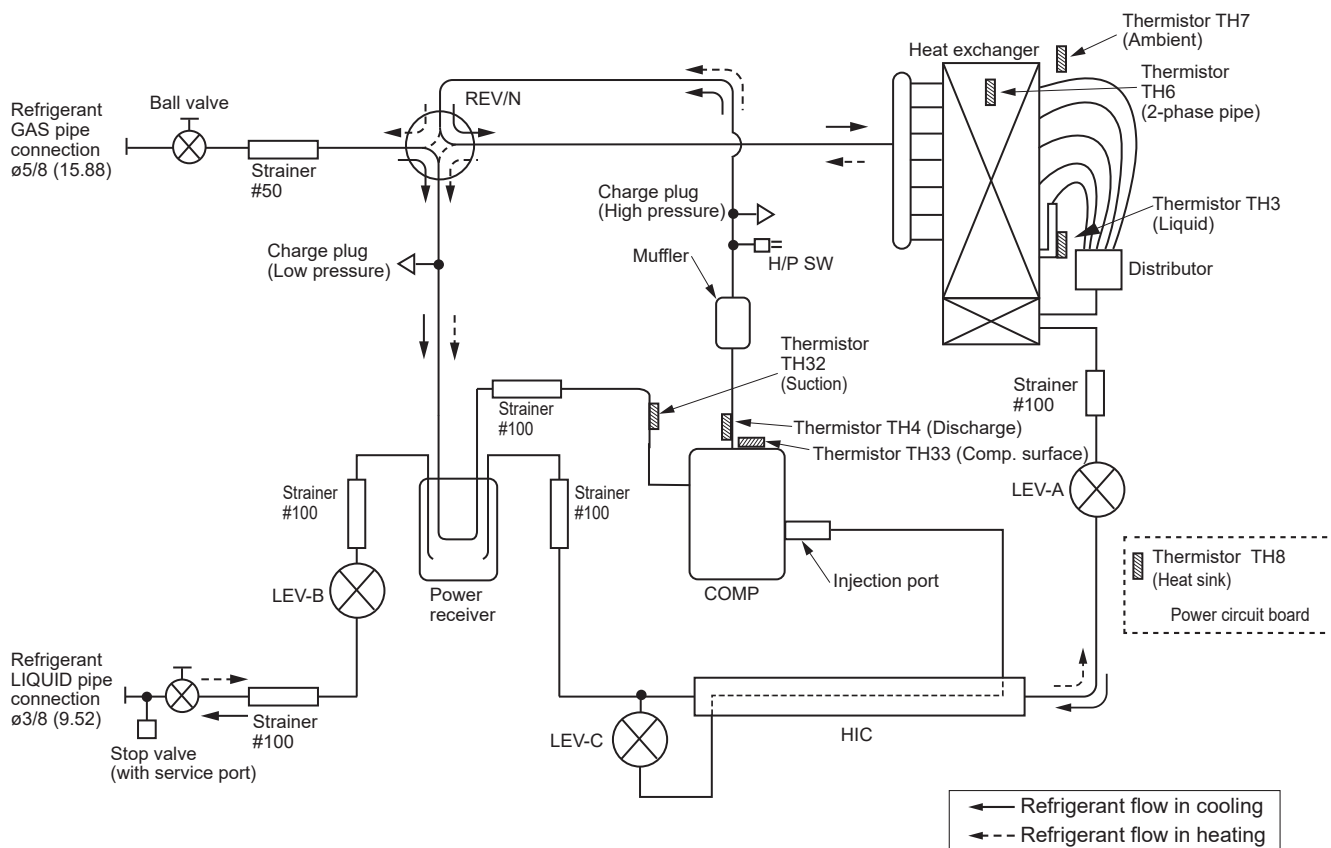 Thermistor TH7
(Ambient)
Heat exchanger
Thermistor
TH6
(2-phase pipe)
Refrigerant
GAS pipe
connection
ø5/8 (15.88)
Ball valve
REV/N
Strainer
#50
Charge plug
(High pressure)
Thermistor TH3
(Liquid)
Charge plug
(Low pressure)
H/P SW
Muffler
Distributor
Thermistor
TH32
(Suction)
Strainer
#100
Strainer
#100
Thermistor TH4 (Discharge)
Thermistor TH33 (Comp. surface)
Strainer
#100
Strainer
#100
LEV-A
Thermistor TH8
(Heat sink)
Power circuit board
Injection port
LEV-B
Power
receiver
COMP
Refrigerant
LIQUID pipe
connection
ø3/8 (9.52)
Strainer
#100
Stop valve
(with service port)
LEV-C
HIC
Refrigerant flow in cooling
Refrigerant flow in heating